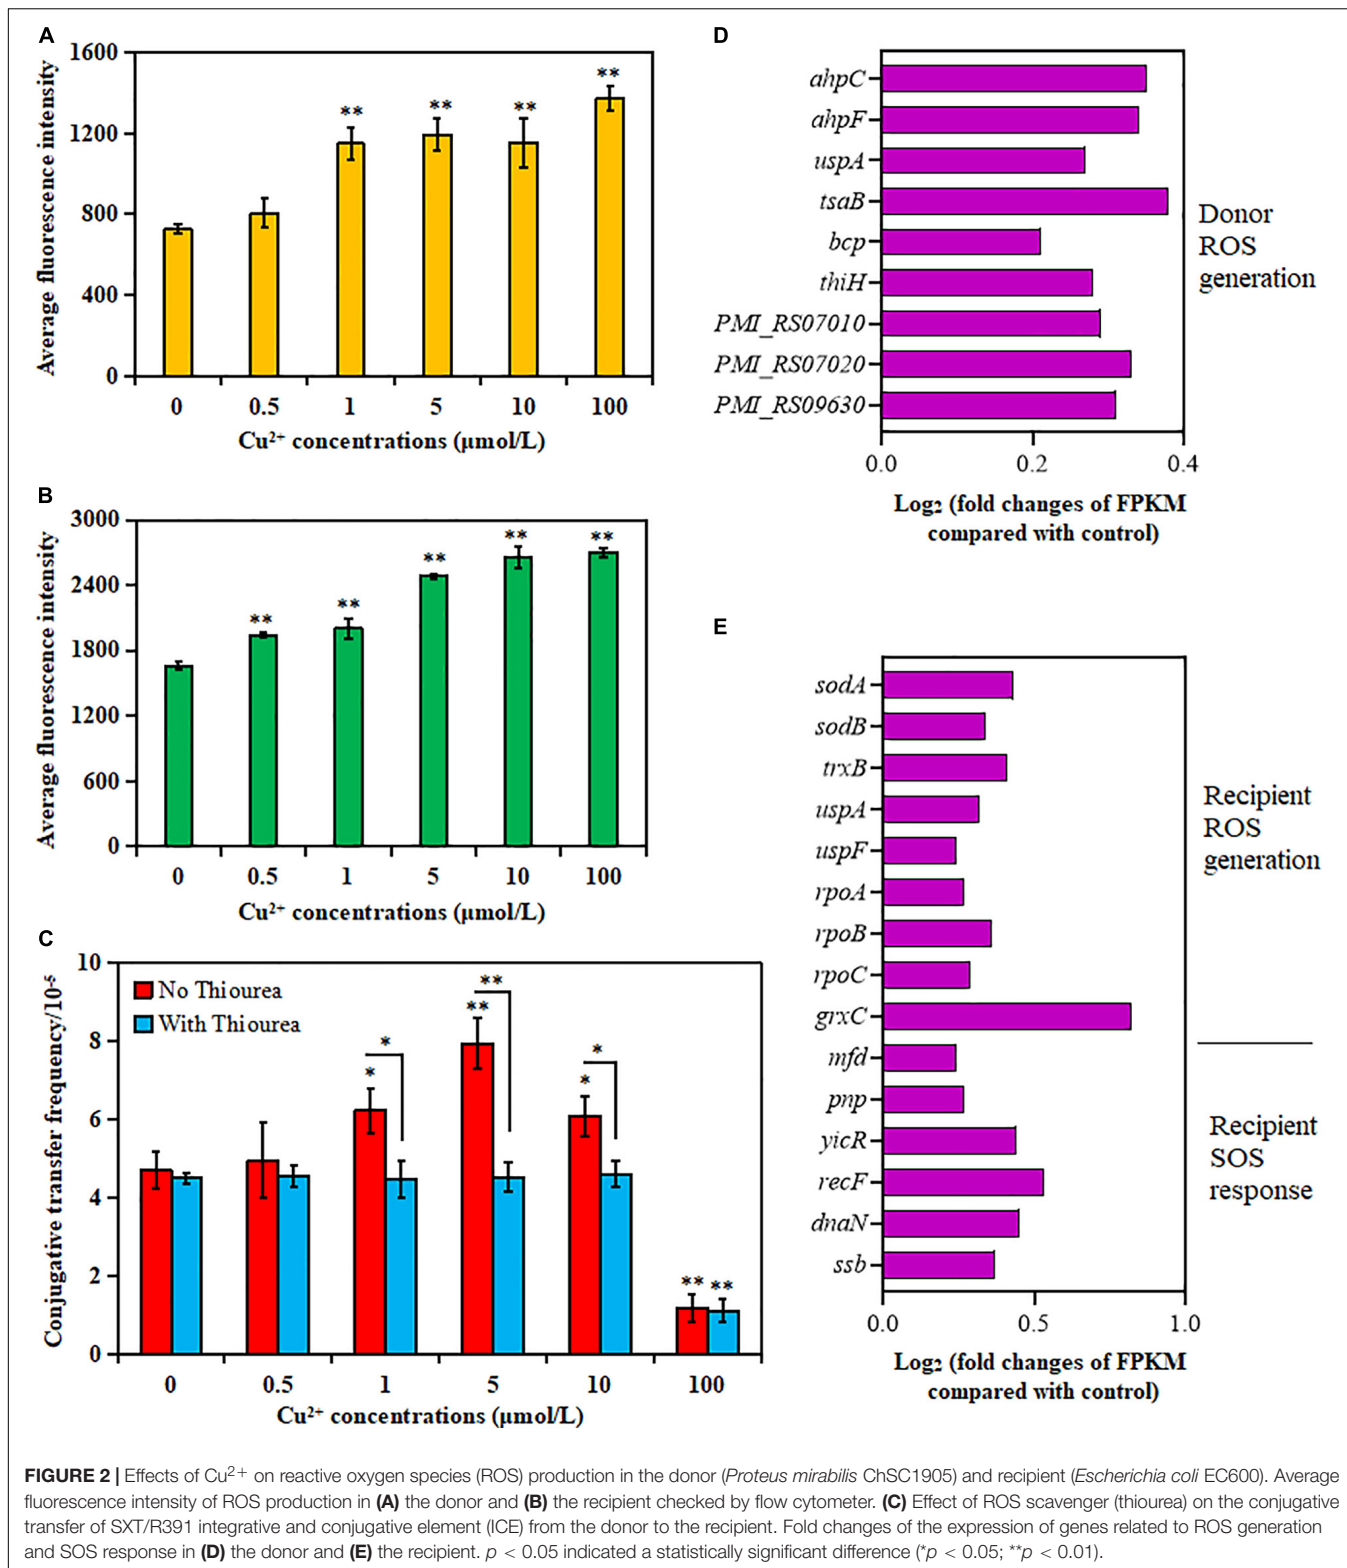 A
1600
1200
800
400
0
Average fluorescence intensity
**
**
**
**
0 0.5 1 5 10 100
Cu²⁺ concentrations (μmol/L)
B
3000
2400
1800
1200
600
0
Average fluorescence intensity
**
**
**
**
**
0 0.5 1 5 10 100
Cu²⁺ concentrations (μmol/L)
C
10
8
6
4
2
0
Conjugative transfer frequency/10⁻⁵
No Thiourea
With Thiourea
*
*
**
**
*
*
** **
0 0.5 1 5 10 100
Cu²⁺ concentrations (μmol/L)
D
ahpC
ahpF
uspA
tsaB
bcp
thiH
PMI_RS07010
PMI_RS07020
PMI_RS09630
0.0 0.2 0.4
Log₂ (fold changes of FPKM
compared with control)
Donor
ROS
generation
E
sodA
sodB
trxB
uspA
uspF
rpoA
rpoB
rpoC
grxC
mfd
pnp
yicR
recF
dnaN
ssb
0.0 0.5 1.0
Log₂ (fold changes of FPKM
compared with control)
Recipient
ROS
generation
Recipient
SOS
response
FIGURE 2 | Effects of Cu²⁺ on reactive oxygen species (ROS) production in the donor (Proteus mirabilis ChSC1905) and recipient (Escherichia coli EC600). Average
fluorescence intensity of ROS production in (A) the donor and (B) the recipient checked by flow cytometer. (C) Effect of ROS scavenger (thiourea) on the conjugative
transfer of SXT/R391 integrative and conjugative element (ICE) from the donor to the recipient. Fold changes of the expression of genes related to ROS generation
and SOS response in (D) the donor and (E) the recipient. p < 0.05 indicated a statistically significant difference (*p < 0.05; **p < 0.01).